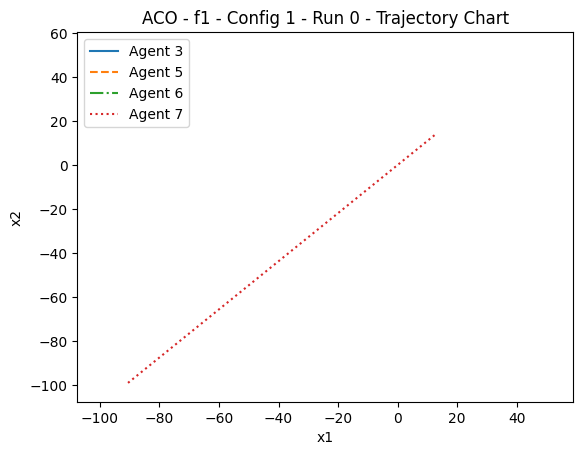 ACO - f1 - Config 1 - Run 0 - Trajectory Chart
60
40
20
0
−20
−40
−60
−80
−100
x2
Agent 3
Agent 5
Agent 6
Agent 7
−100 −80 −60 −40 −20 0 20 40
x1